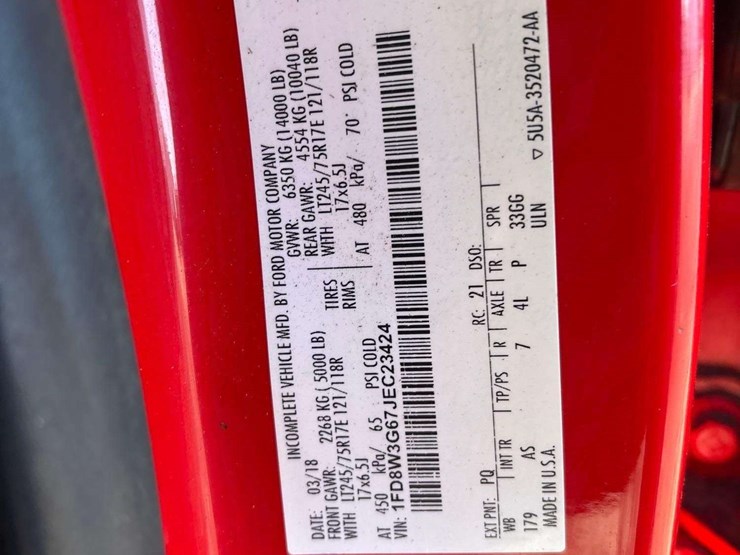 INCOMPLETE VEHICLE MFD. BY FORD MOTOR COMPANY
DATE: 03/18 GVWR: 6350 KG (14000 LB)
FRONT GAWR: 2268 KG (5000 LB) REAR GAWR: 4554 KG (10040 LB)
WITH LT245/75R17E 121/118R TIRES WITH LT245/75R17E 121/118R
17x6.5J RIMS 17x6.5J
AT 450 kPa/ 65 PSI COLD AT 480 kPa/ 70 PSI COLD
VIN: 1FD8W3G67JEC23424
EXT PNT: PQ RC: 21 DSO:
WB INT TR TP/PS R AXLE TR SPR
179 AS 7 4L P 33GG
MADE IN U.S.A. ULN
▽ 5U5A-3520472-AA